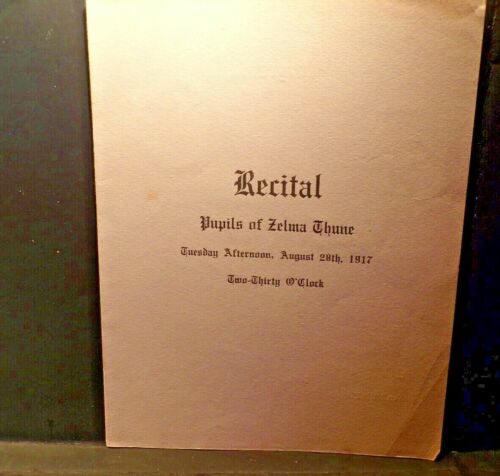 Recital
Pupils of Zelma Thune
Tuesday Afternoon, August 28th, 1917
Two-Thirty O'Clock